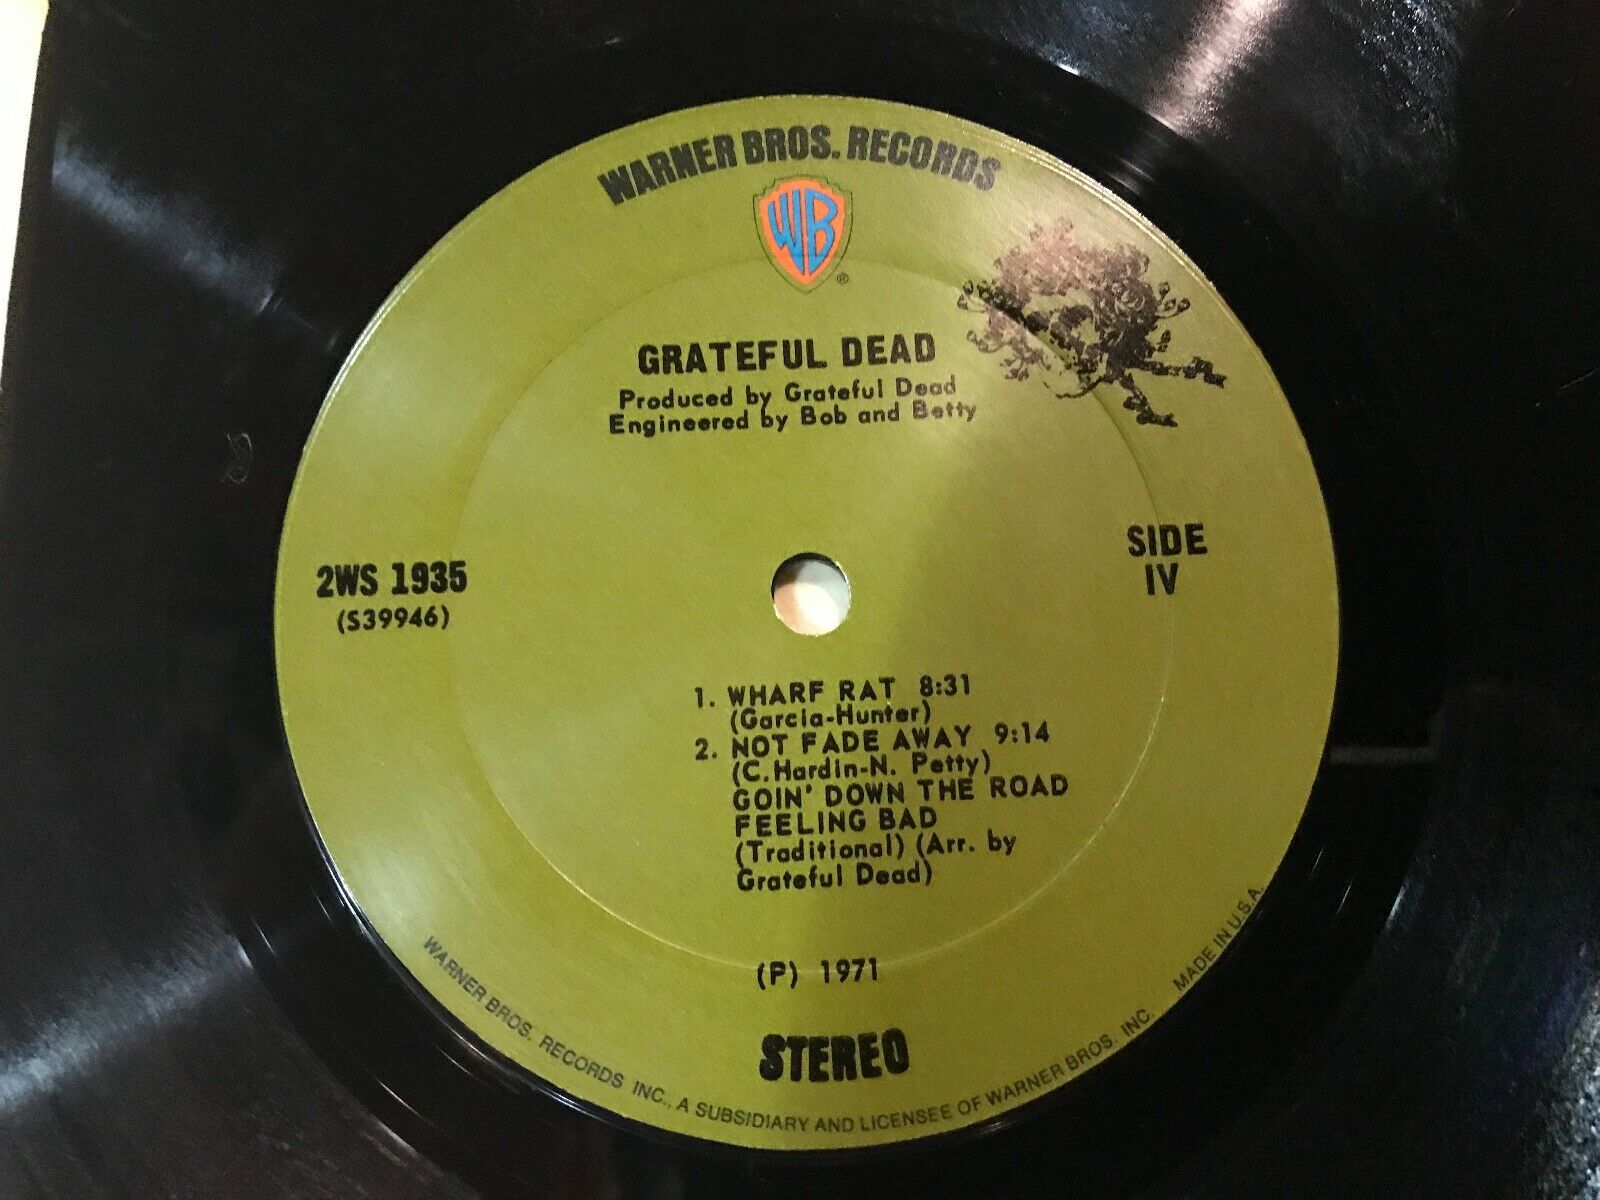 WARNER BROS. RECORDS
WB
®
GRATEFUL DEAD
Produced by Grateful Dead
Engineered by Bob and Betty
2WS 1935
(S39946)
SIDE
IV
1. WHARF RAT 8:31
(Garcia-Hunter)
2. NOT FADE AWAY 9:14
(C. Hardin-N. Petty)
GOIN' DOWN THE ROAD
FEELING BAD
(Traditional) (Arr. by
Grateful Dead)
(P) 1971
STEREO
WARNER BROS. RECORDS INC., A SUBSIDIARY AND LICENSEE OF WARNER BROS. INC. MADE IN U.S.A.